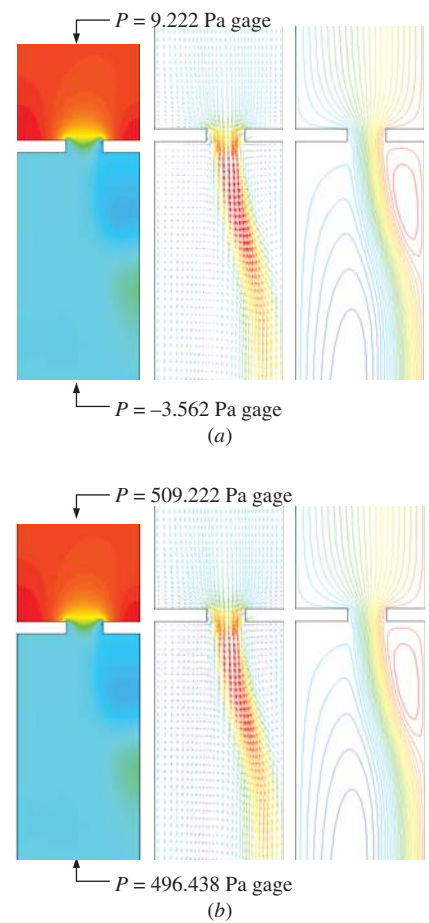 P = 9.222 Pa gage
P = –3.562 Pa gage
(a)
P = 509.222 Pa gage
P = 496.438 Pa gage
(b)